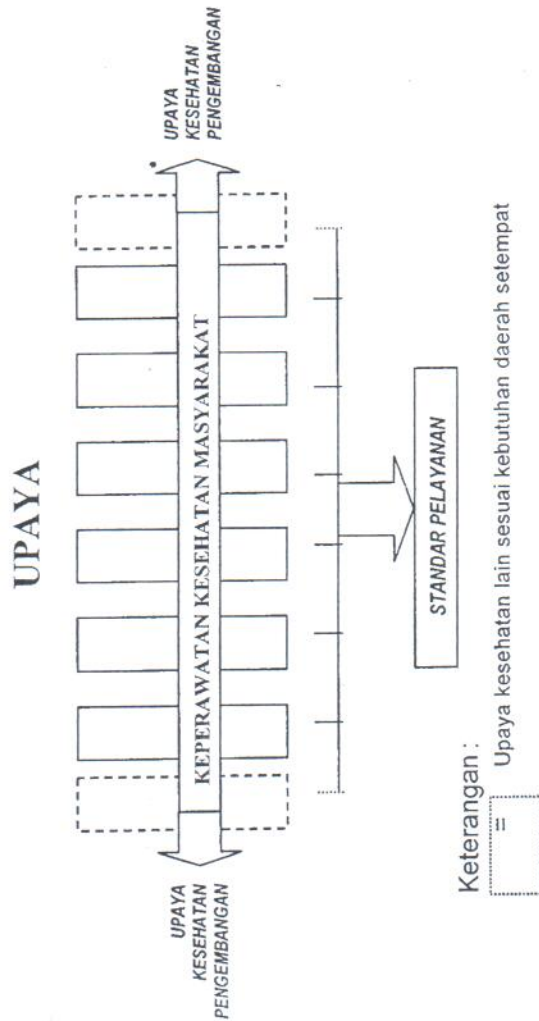 UPAYA
UPAYA
KESEHATAN
PENGEMBANGAN
KEPERAWATAN KESEHATAN MASYARAKAT
UPAYA
KESEHATAN
PENGEMBANGAN
STANDAR PELAYANAN
Keterangan :
= Upaya kesehatan lain sesuai kebutuhan daerah setempat